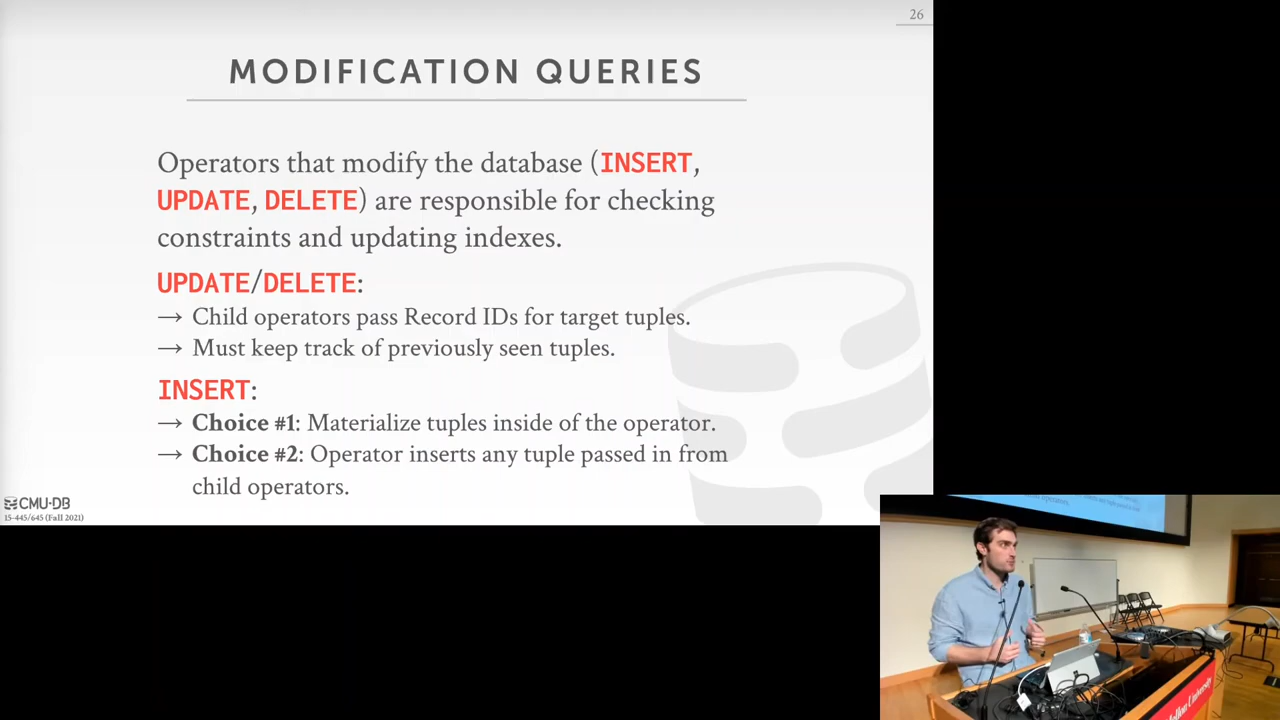 26
MODIFICATION QUERIES
Operators that modify the database (INSERT,
UPDATE, DELETE) are responsible for checking
constraints and updating indexes.
UPDATE/DELETE:
→ Child operators pass Record IDs for target tuples.
→ Must keep track of previously seen tuples.
INSERT:
→ Choice #1: Materialize tuples inside of the operator.
→ Choice #2: Operator inserts any tuple passed in from
child operators.
CMU·DB
15-445/645 (Fall 2021)
Mellon University